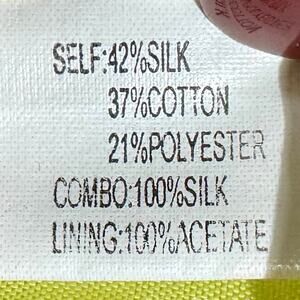 SELF:42%SILK
37%COTTON
21%POLYESTER
COMBO:100%SILK
LINING:100%ACETATE